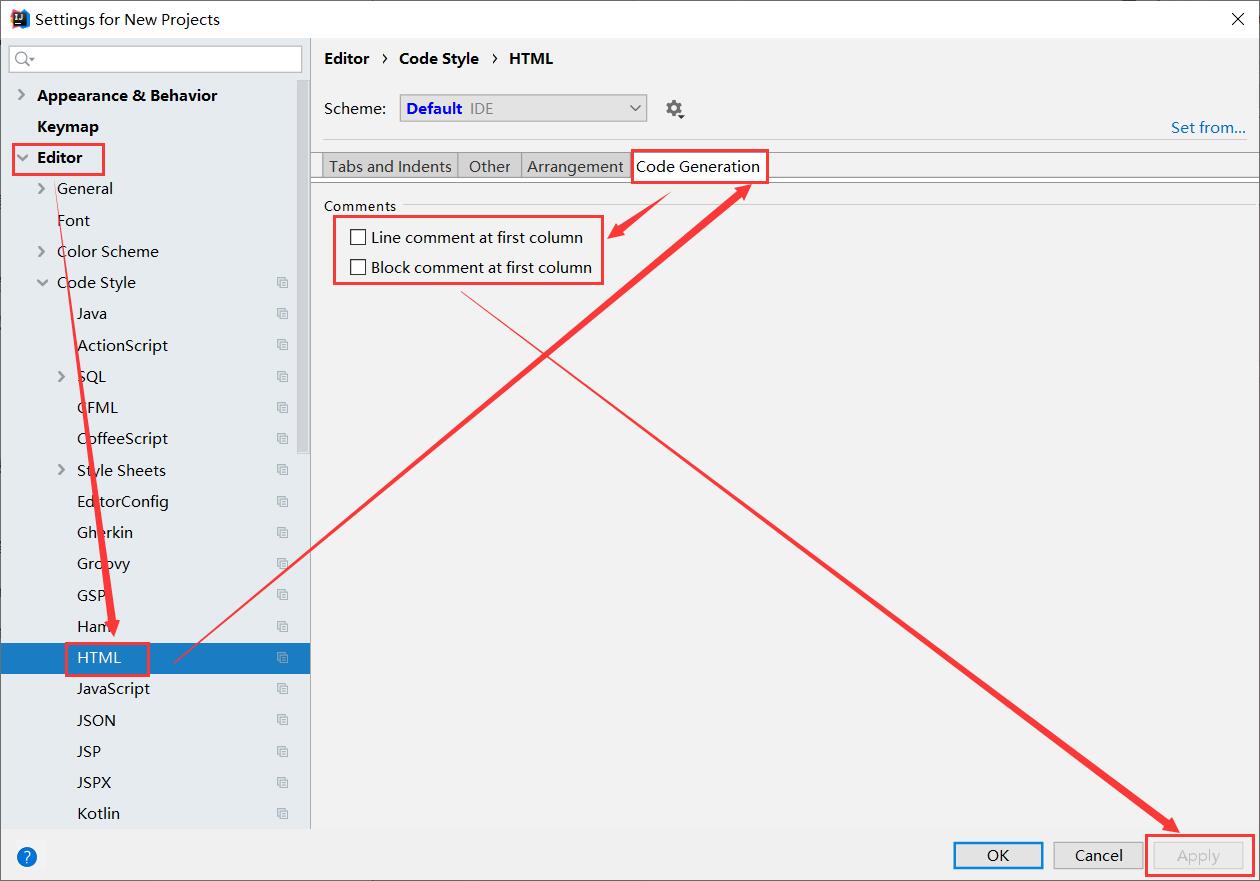 Settings for New Projects
Editor › Code Style › HTML
Scheme: Default IDE
Set from...
Appearance & Behavior
Keymap
Editor
General
Font
Color Scheme
Code Style
Java
ActionScript
SQL
CFML
CoffeeScript
Style Sheets
EditorConfig
Gherkin
Groovy
GSP
Haml
HTML
JavaScript
JSON
JSP
JSPX
Kotlin
Tabs and Indents Other Arrangement Code Generation
Comments
Line comment at first column
Block comment at first column
? OK Cancel Apply